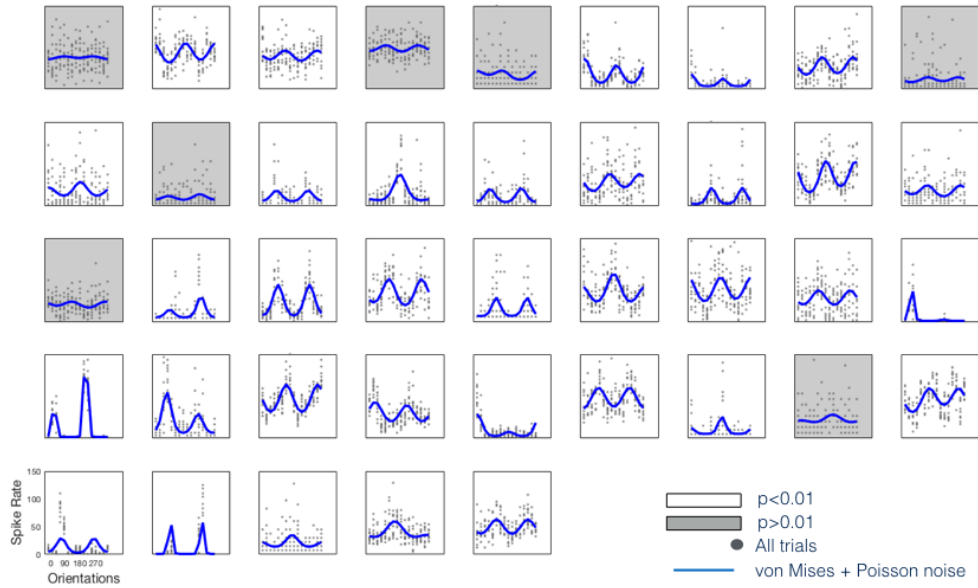 Spike Rate
150
100
50
0
0 90 180 270
Orientations
p<0.01
p>0.01
All trials
von Mises + Poisson noise